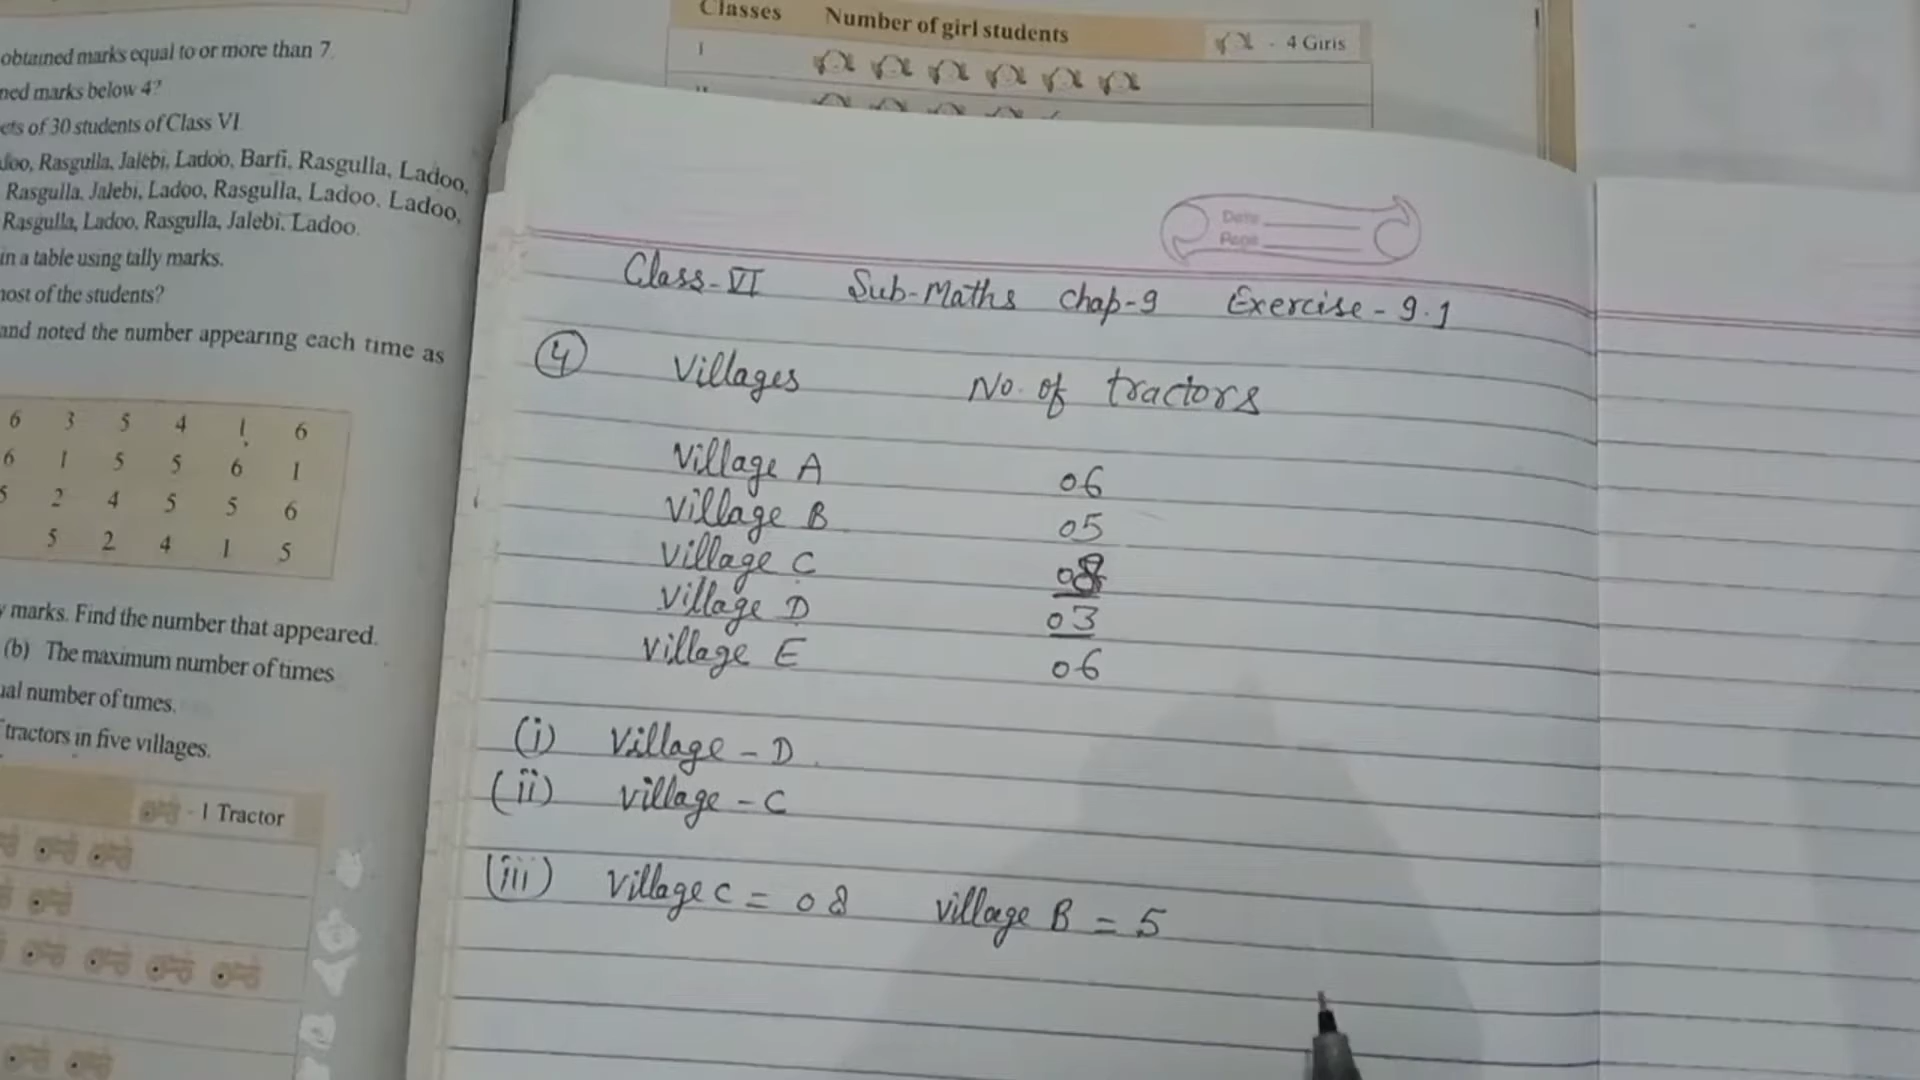 obtained marks equal to or more than 7.
ned marks below 4?
ets of 30 students of Class VI
doo, Rasgulla, Jalebi, Ladoo, Barfi, Rasgulla, Ladoo,
Rasgulla, Jalebi, Ladoo, Rasgulla, Ladoo, Ladoo,
Rasgulla, Ladoo, Rasgulla, Jalebi, Ladoo.
in a table using tally marks.
most of the students?
and noted the number appearing each time as
6 3 5 4 1 6
6 1 5 5 6 1
5 2 4 5 5 6
5 2 4 1 5
y marks. Find the number that appeared.
(b) The maximum number of times
ual number of times.
tractors in five villages.
- 1 Tractor
Classes Number of girl students - 4 Girls
I
Date
Page
Class-VI Sub-Maths Chap-9 Exercise-9.1
4 Villages No. of tractors
Village A 06
Village B 05
Village C 08
Village D 03
Village E 06
(i) Village-D
(ii) Village-C
(iii) Village C = 08 Village B = 5